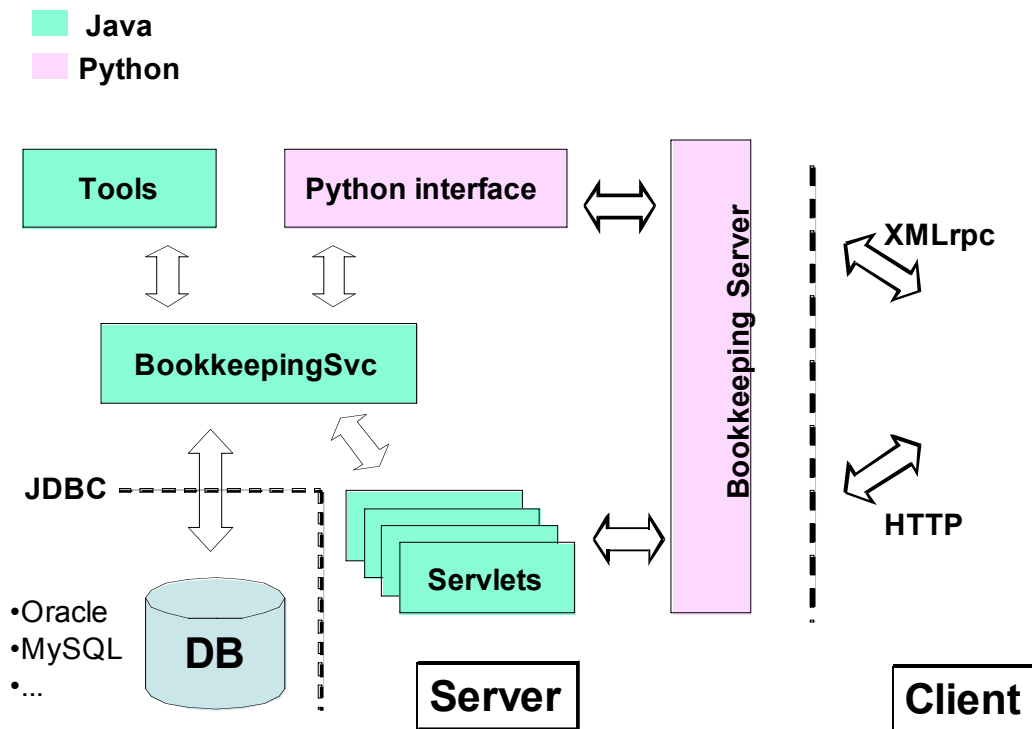 Java
Python
Tools
Python interface
Bookkeeping Server
XMLrpc
BookkeepingSvc
JDBC
HTTP
Servlets
•Oracle
•MySQL
•...
DB
Server
Client